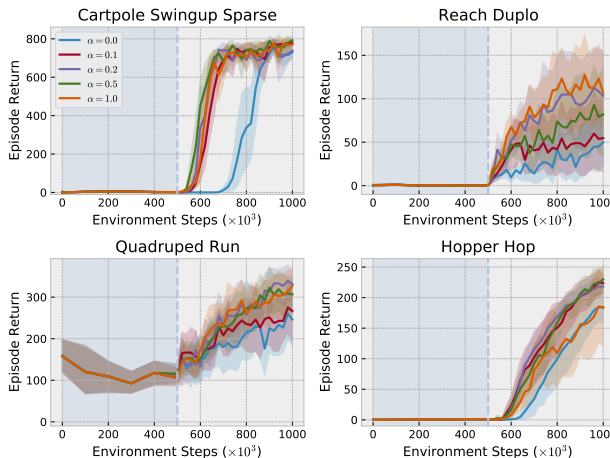 Cartpole Swingup Sparse
Episode Return
800
600
400
200
0
α = 0.0
α = 0.1
α = 0.2
α = 0.5
α = 1.0
0 200 400 600 800 1000
Environment Steps (×10³)
Reach Duplo
Episode Return
150
100
50
0
0 200 400 600 800 1000
Environment Steps (×10³)
Quadruped Run
Episode Return
300
200
100
0
0 200 400 600 800 1000
Environment Steps (×10³)
Hopper Hop
Episode Return
250
200
150
100
50
0
0 200 400 600 800 1000
Environment Steps (×10³)